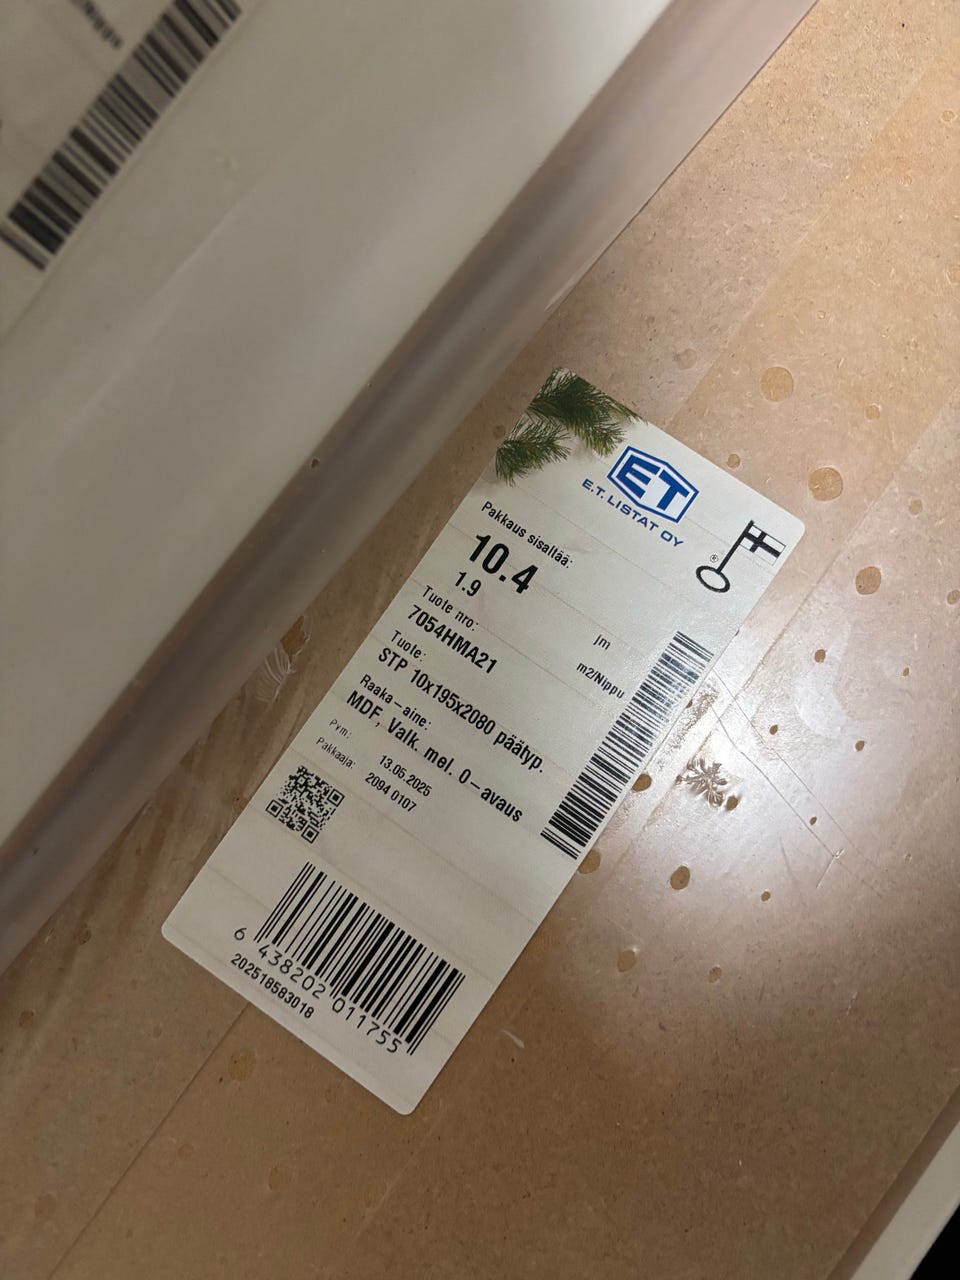 ET
E.T. LISTAT OY
Pakkaus sisältää:
10.4 jm
1.9 m2/Nippu
Tuote nro:
7054HMA21
Tuote:
STP 10x195x2080 päätyp.
Raaka-aine:
MDF, Valk. mel. 0-avaus
Pvm: 13.05.2025
Pakkaaja: 2094 0107
6 438202 011755
202518583018